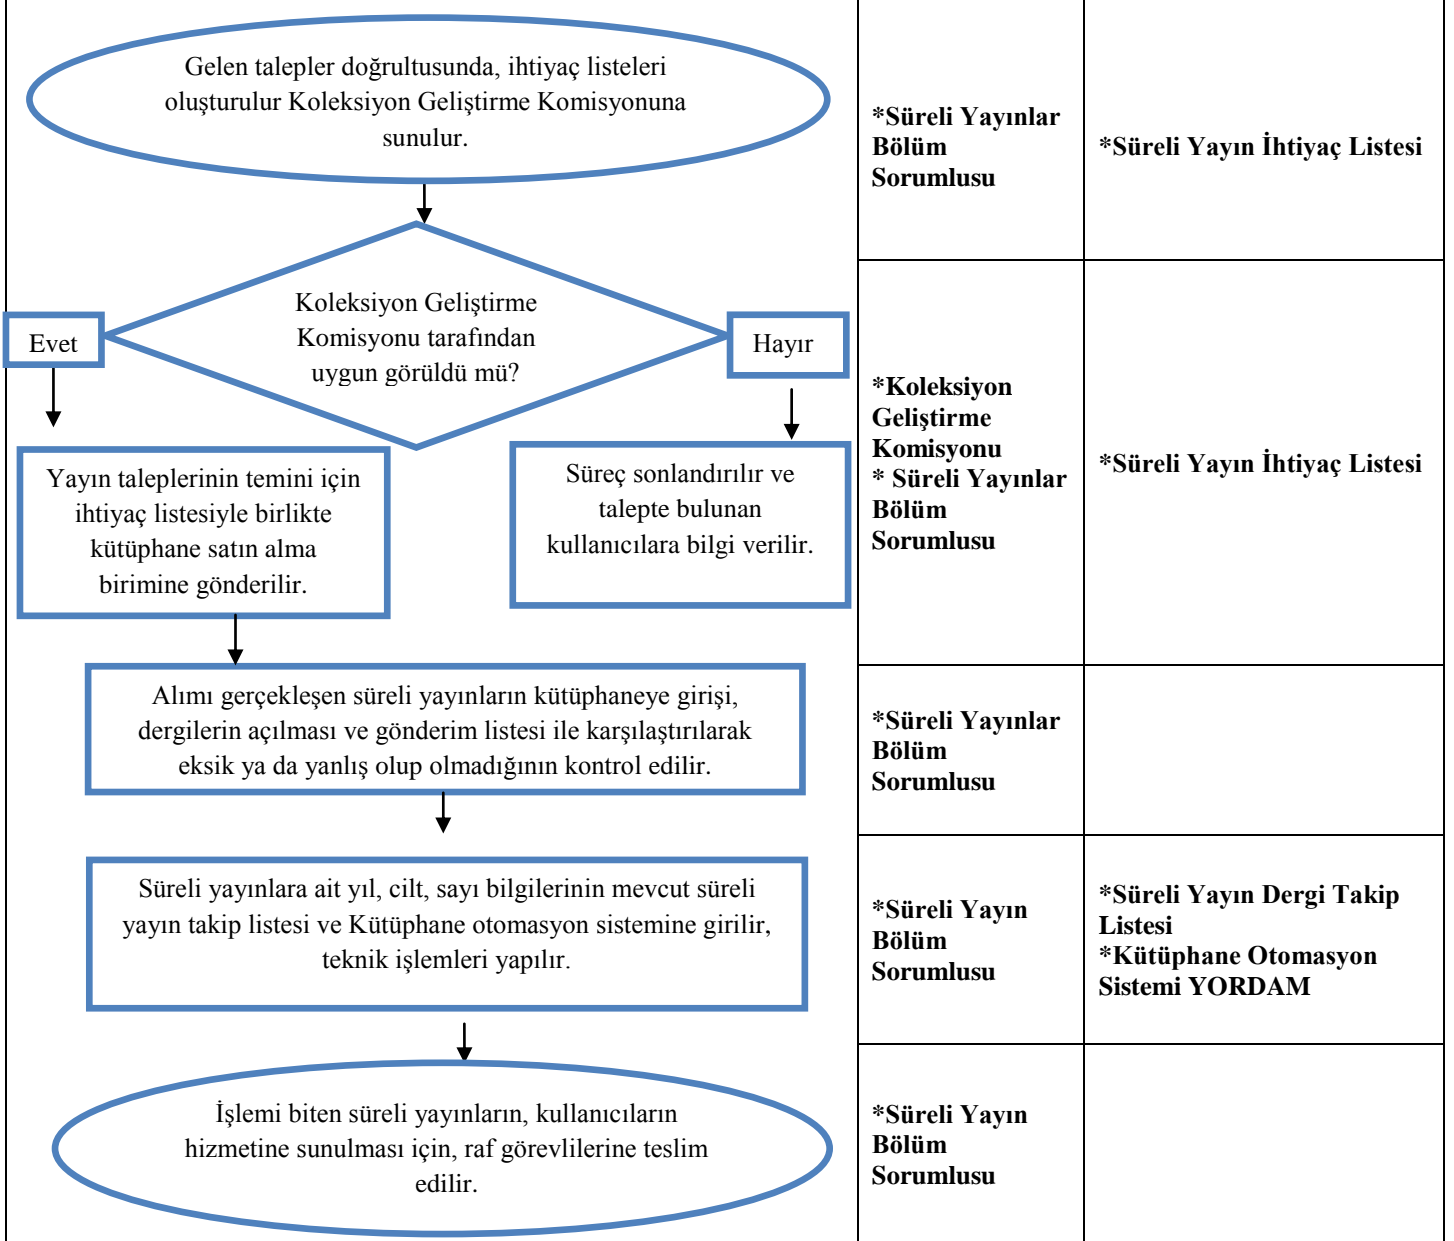 Gelen talepler doğrultusunda, ihtiyaç listeleri
oluşturulur Koleksiyon Geliştirme Komisyonuna
sunulur.
*Süreli Yayınlar
Bölüm
Sorumlusu
*Süreli Yayın İhtiyaç Listesi
Koleksiyon Geliştirme
Komisyonu tarafından
uygun görüldü mü?
Evet
Hayır
Yayın taleplerinin temini için
ihtiyaç listesiyle birlikte
kütüphane satın alma
birimine gönderilir.
Süreç sonlandırılır ve
talepte bulunan
kullanıcılara bilgi verilir.
*Koleksiyon
Geliştirme
Komisyonu
* Süreli Yayınlar
Bölüm
Sorumlusu
*Süreli Yayın İhtiyaç Listesi
Alımı gerçekleşen süreli yayınların kütüphaneye girişi,
dergilerin açılması ve gönderim listesi ile karşılaştırılarak
eksik ya da yanlış olup olmadığının kontrol edilir.
*Süreli Yayınlar
Bölüm
Sorumlusu
Süreli yayınlara ait yıl, cilt, sayı bilgilerinin mevcut süreli
yayın takip listesi ve Kütüphane otomasyon sistemine girilir,
teknik işlemleri yapılır.
*Süreli Yayın
Bölüm
Sorumlusu
*Süreli Yayın Dergi Takip
Listesi
*Kütüphane Otomasyon
Sistemi YORDAM
İşlemi biten süreli yayınların, kullanıcıların
hizmetine sunulması için, raf görevlilerine teslim
edilir.
*Süreli Yayın
Bölüm
Sorumlusu